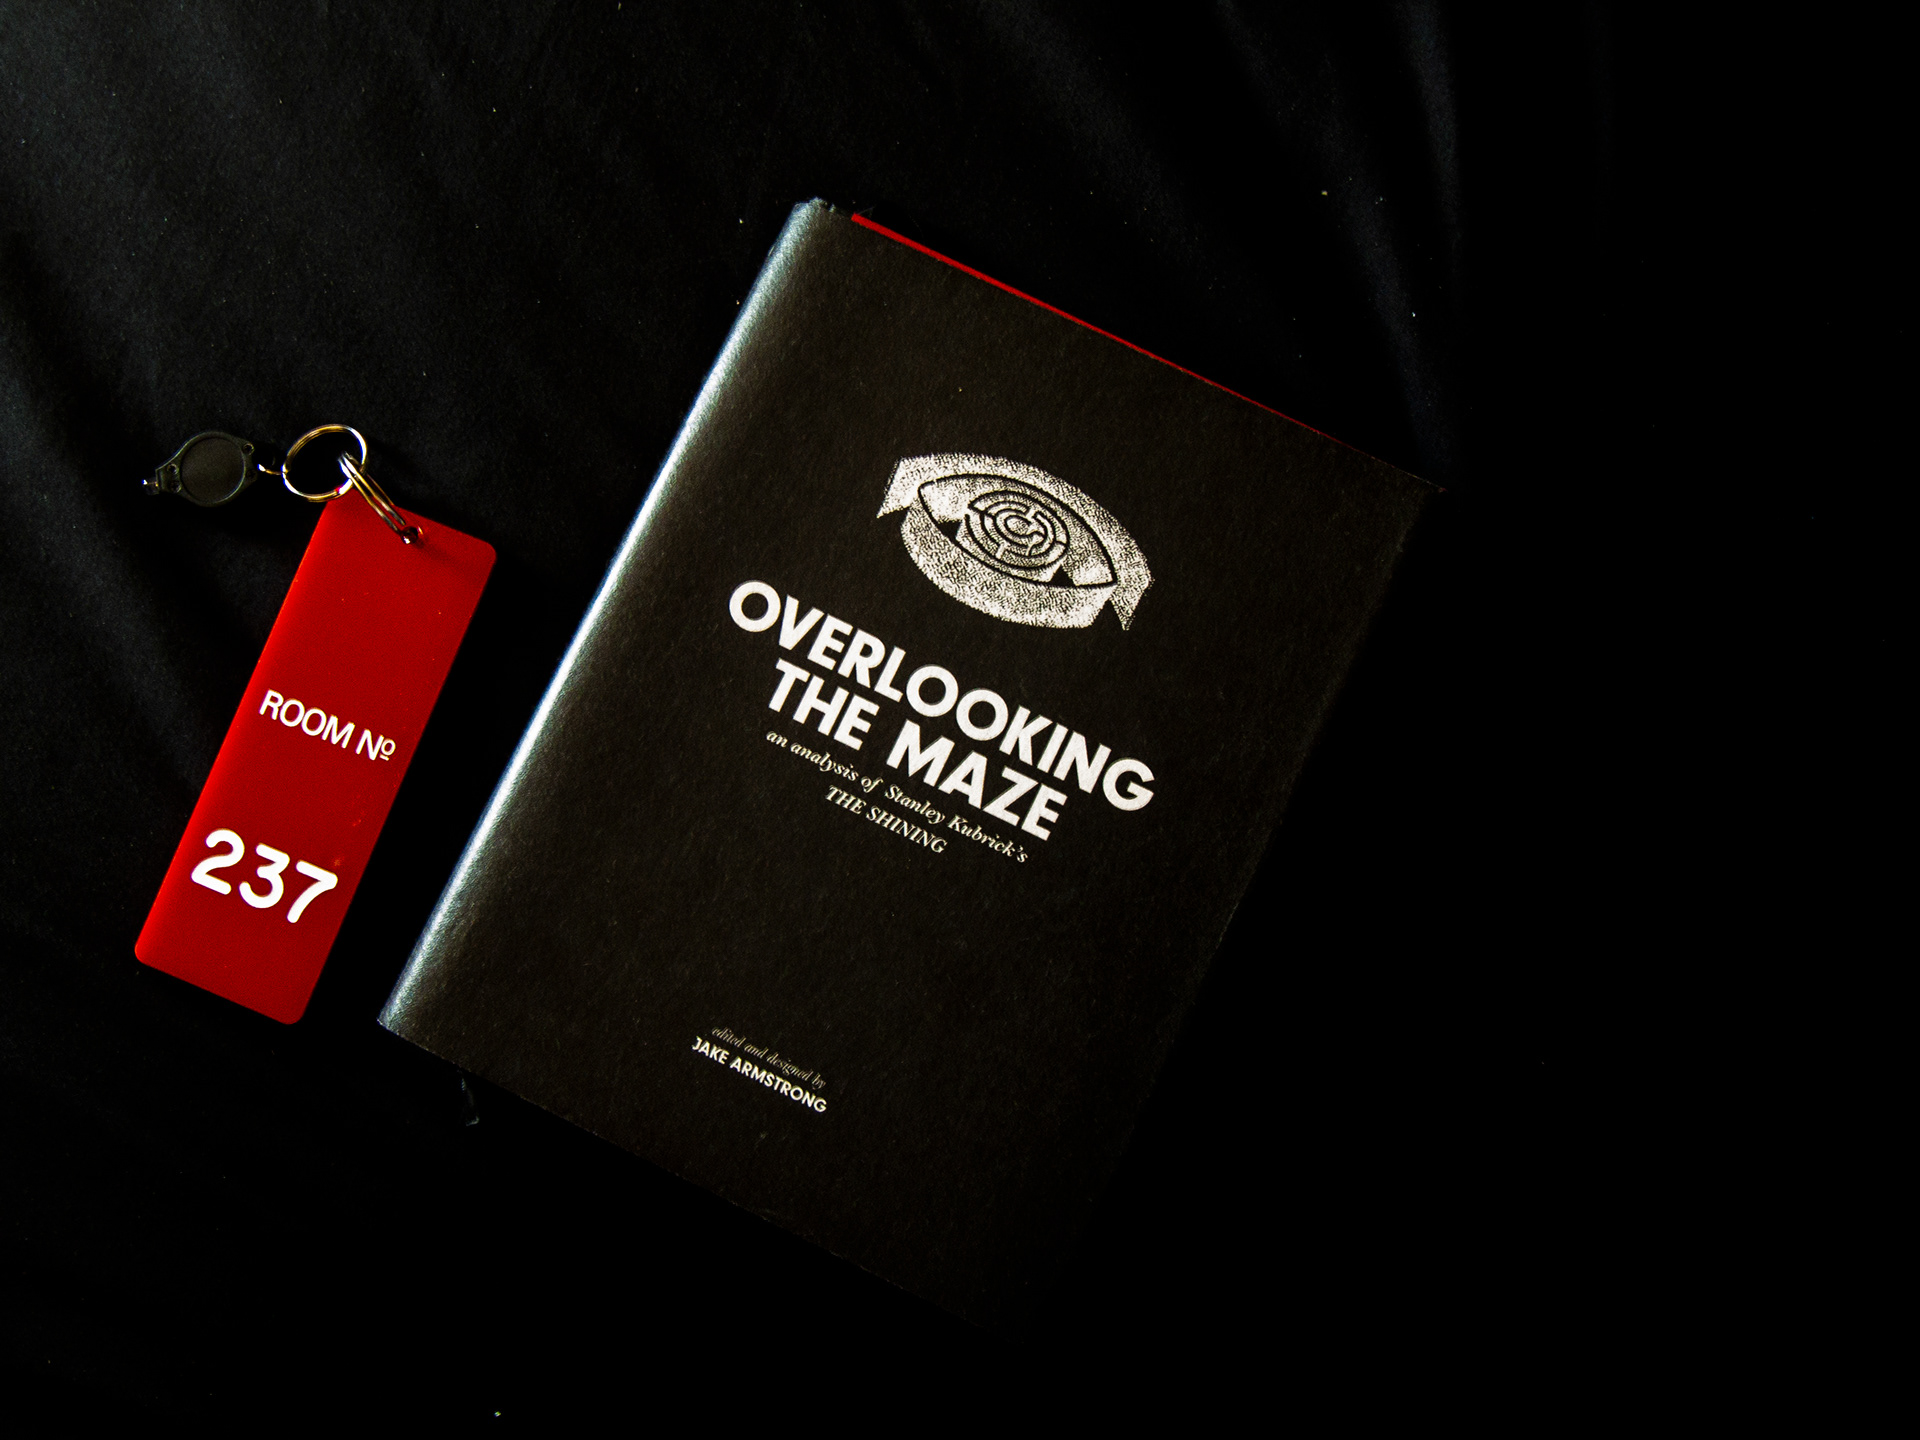 ROOM Nº
237
OVERLOOKING
THE MAZE
an analysis of Stanley Kubrick's
THE SHINING
edited and designed by
JAKE ARMSTRONG